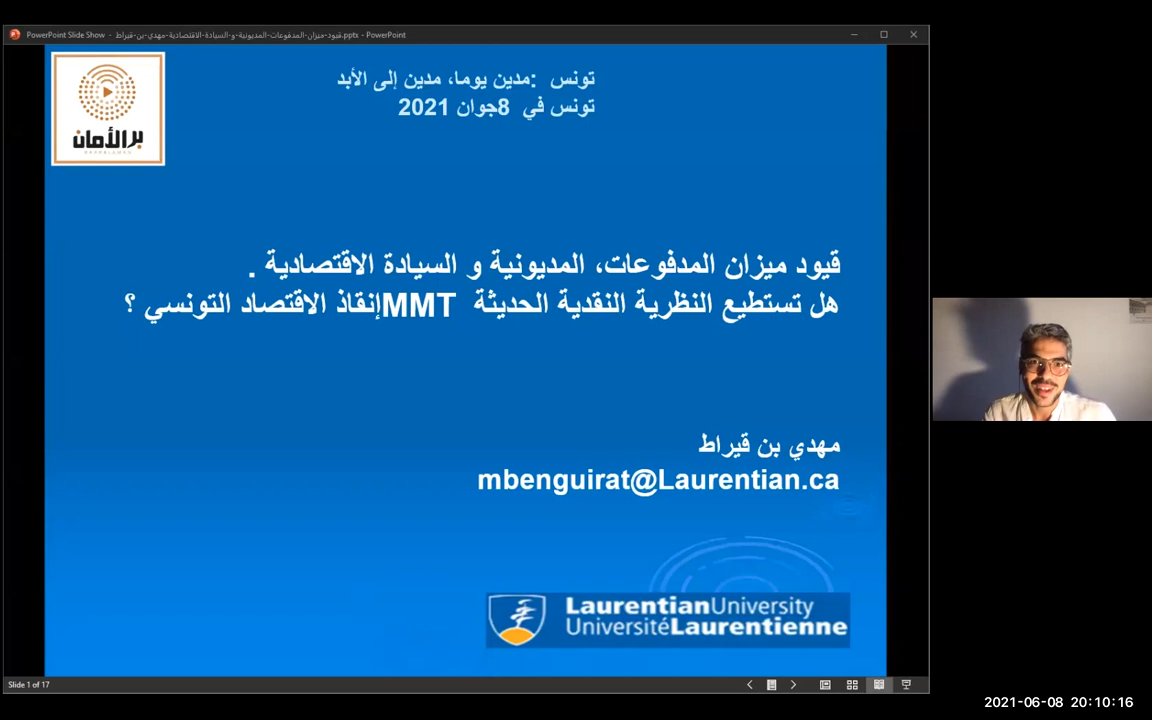 PowerPoint Slide Show - قيود-ميزان-المدفوعات-المديونية-و-السيادة-الاقتصادية-مهدي-بن-قيراط.pptx - PowerPoint
بر الأمان
تونس :مدين يوما، مدين إلى الأبد
تونس في 8جوان 2021
قيود ميزان المدفوعات، المديونية و السيادة الاقتصادية .
هل تستطيع النظرية النقدية الحديثة MMTإنقاذ الاقتصاد التونسي ؟
مهدي بن قيراط
mbenguirat@Laurentian.ca
LaurentianUniversity
UniversitéLaurentienne
Slide 1 of 17
2021-06-08 20:10:16